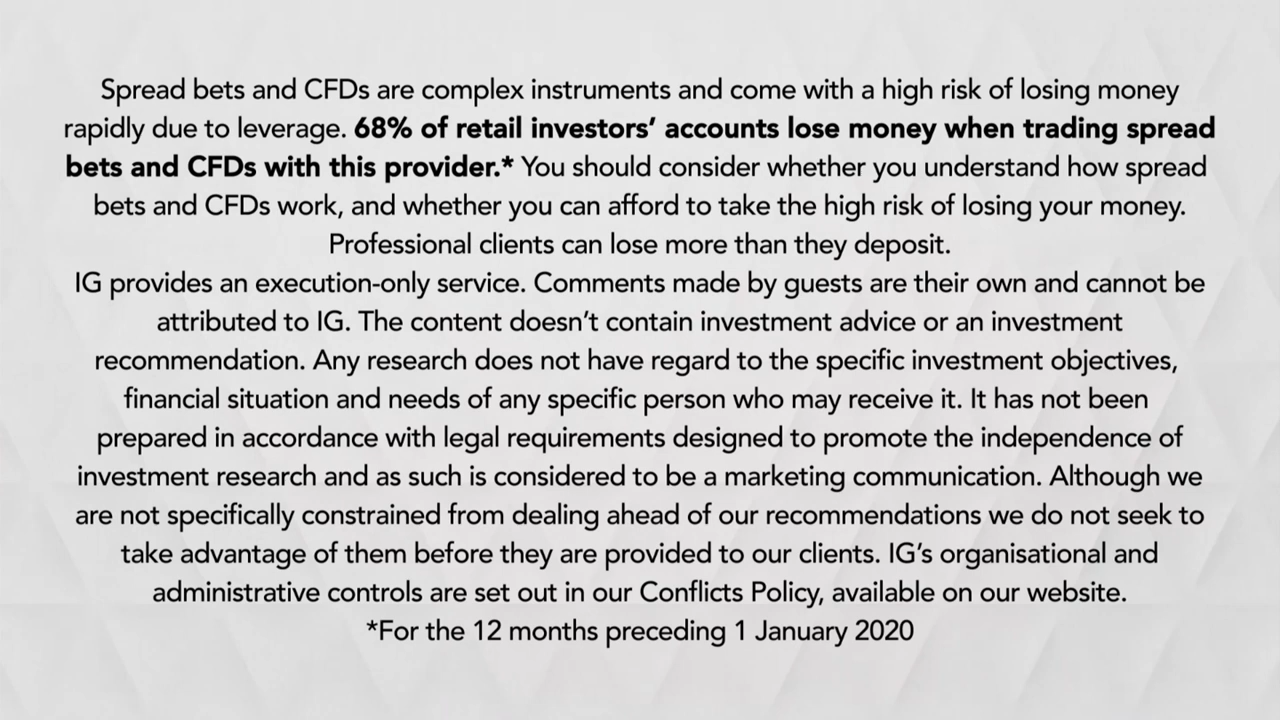 Spread bets and CFDs are complex instruments and come with a high risk of losing money
rapidly due to leverage. 68% of retail investors’ accounts lose money when trading spread
bets and CFDs with this provider.* You should consider whether you understand how spread
bets and CFDs work, and whether you can afford to take the high risk of losing your money.
Professional clients can lose more than they deposit.
IG provides an execution-only service. Comments made by guests are their own and cannot be
attributed to IG. The content doesn’t contain investment advice or an investment
recommendation. Any research does not have regard to the specific investment objectives,
financial situation and needs of any specific person who may receive it. It has not been
prepared in accordance with legal requirements designed to promote the independence of
investment research and as such is considered to be a marketing communication. Although we
are not specifically constrained from dealing ahead of our recommendations we do not seek to
take advantage of them before they are provided to our clients. IG’s organisational and
administrative controls are set out in our Conflicts Policy, available on our website.
*For the 12 months preceding 1 January 2020